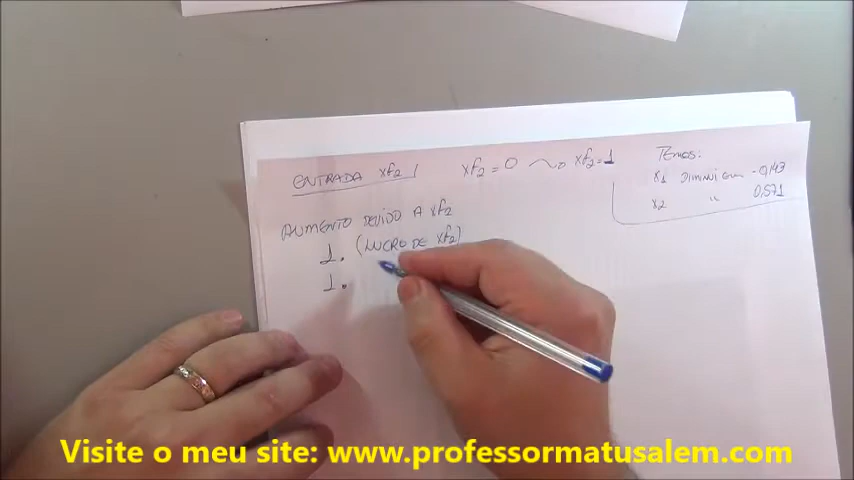 ENTRADA xf2 | xf2 = 0 xf2 = 1
TEMOS:
x1 DIMINUI em -0,143
x2 " 0,571
AUMENTO DEVIDO A xf2
1. (LUCRO DE xf2)
1.
Visite o meu site: www.professormatusalem.com